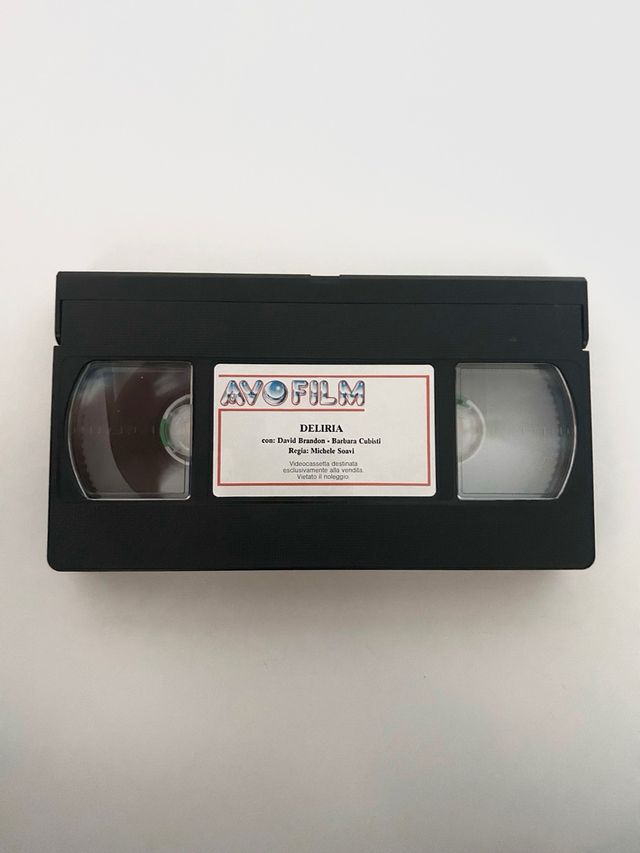 AVOFILM
DELIRIA
con: David Brandon - Barbara Cubisti
Regia: Michele Soavi
Videocassetta destinata
esclusivamente alla vendita.
Vietato il noleggio.